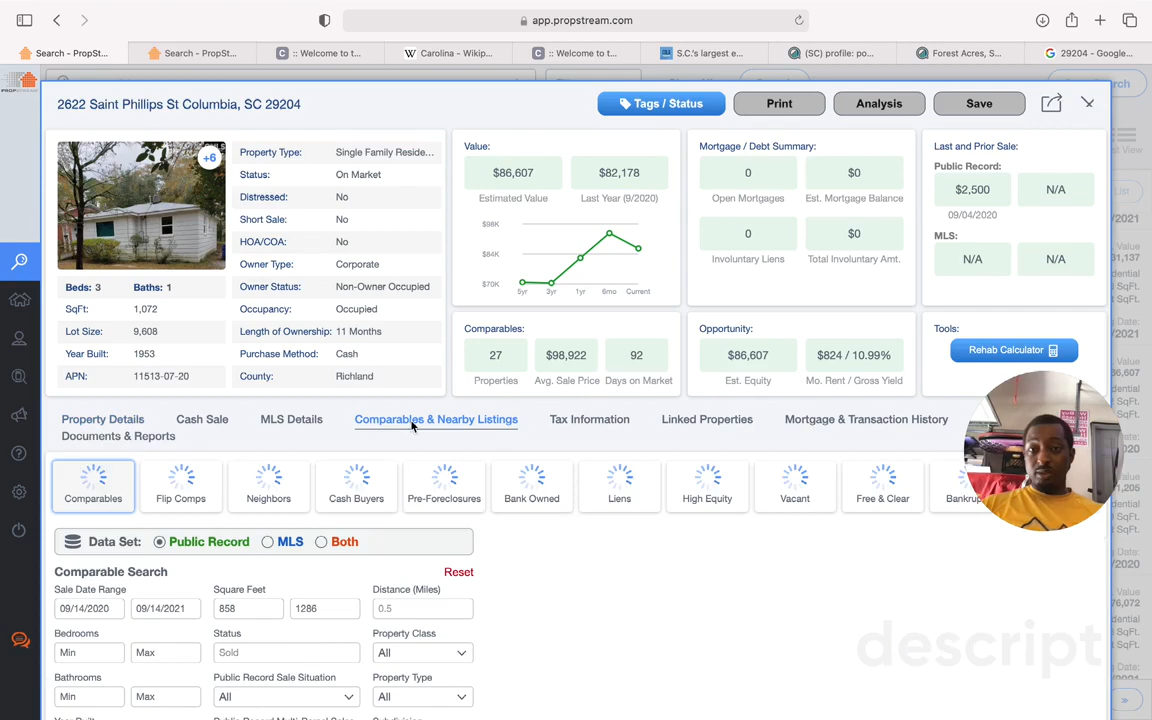 app.propstream.com
Search - PropSt...
Search - PropSt...
:: Welcome to t...
Carolina - Wikip...
:: Welcome to t...
S.C.'s largest e...
(SC) profile: po...
Forest Acres, S...
29204 - Google...
PROPSTREAM
2622 Saint Phillips St Columbia, SC 29204
Tags / Status
Print
Analysis
Save
+6
Property Type: Single Family Reside...
Status: On Market
Distressed: No
Short Sale: No
HOA/COA: No
Owner Type: Corporate
Owner Status: Non-Owner Occupied
Occupancy: Occupied
Length of Ownership: 11 Months
Purchase Method: Cash
County: Richland
Beds: 3 Baths: 1
SqFt: 1,072
Lot Size: 9,608
Year Built: 1953
APN: 11513-07-20
Value:
$86,607 $82,178
Estimated Value Last Year (9/2020)
$98K
$84K
$70K
5yr 3yr 1yr 6mo Current
Mortgage / Debt Summary:
0 $0
Open Mortgages Est. Mortgage Balance
0 $0
Involuntary Liens Total Involuntary Amt.
Last and Prior Sale:
Public Record:
$2,500 N/A
09/04/2020
MLS:
N/A N/A
Comparables:
27 $98,922 92
Properties Avg. Sale Price Days on Market
Opportunity:
$86,607 $824 / 10.99%
Est. Equity Mo. Rent / Gross Yield
Tools:
Rehab Calculator
Property Details Cash Sale MLS Details Comparables & Nearby Listings Tax Information Linked Properties Mortgage & Transaction History
Documents & Reports
Comparables Flip Comps Neighbors Cash Buyers Pre-Foreclosures Bank Owned Liens High Equity Vacant Free & Clear Bankrup
Data Set: Public Record MLS Both
Comparable Search Reset
Sale Date Range Square Feet Distance (Miles)
09/14/2020 09/14/2021 858 1286 0.5
Bedrooms Status Property Class
Min Max Sold All
Bathrooms Public Record Sale Situation Property Type
Min Max All All
descript